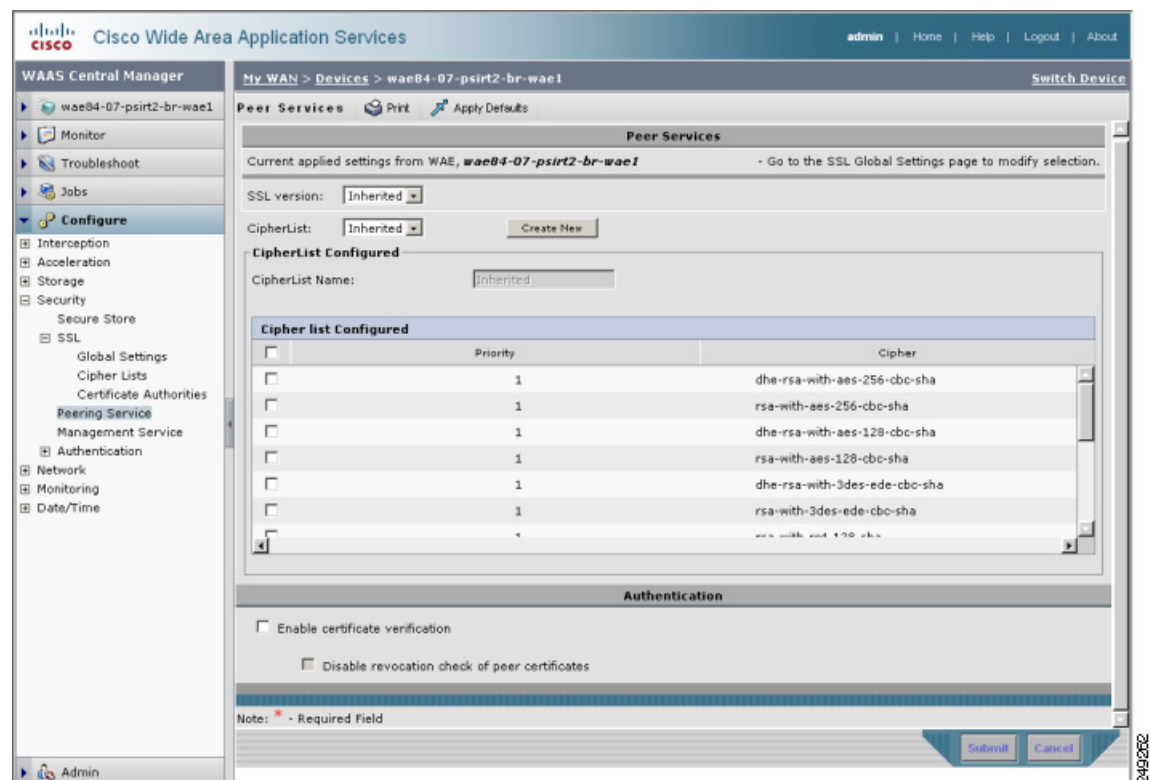 CISCO Cisco Wide Area Application Services admin | Home | Help | Logout | About
WAAS Central Manager
wae84-07-psirt2-br-wae1
Monitor
Troubleshoot
Jobs
Configure
Interception
Acceleration
Storage
Security
Secure Store
SSL
Global Settings
Cipher Lists
Certificate Authorities
Peering Service
Management Service
Authentication
Network
Monitoring
Date/Time
Admin
My WAN > Devices > wae84-07-psirt2-br-wae1 Switch Device
Peer Services Print Apply Defaults
Peer Services
Current applied settings from WAE, wae84-07-psirt2-br-wae1 - Go to the SSL Global Settings page to modify selection.
SSL version: Inherited
CipherList: Inherited Create New
CipherList Configured
CipherList Name: Inherited
Cipher list Configured
Priority Cipher
1 dhe-rsa-with-aes-256-cbc-sha
1 rsa-with-aes-256-cbc-sha
1 dhe-rsa-with-aes-128-cbc-sha
1 rsa-with-aes-128-cbc-sha
1 dhe-rsa-with-3des-ede-cbc-sha
1 rsa-with-3des-ede-cbc-sha
Authentication
Enable certificate verification
Disable revocation check of peer certificates
Note: * - Required Field
Submit Cancel
249262